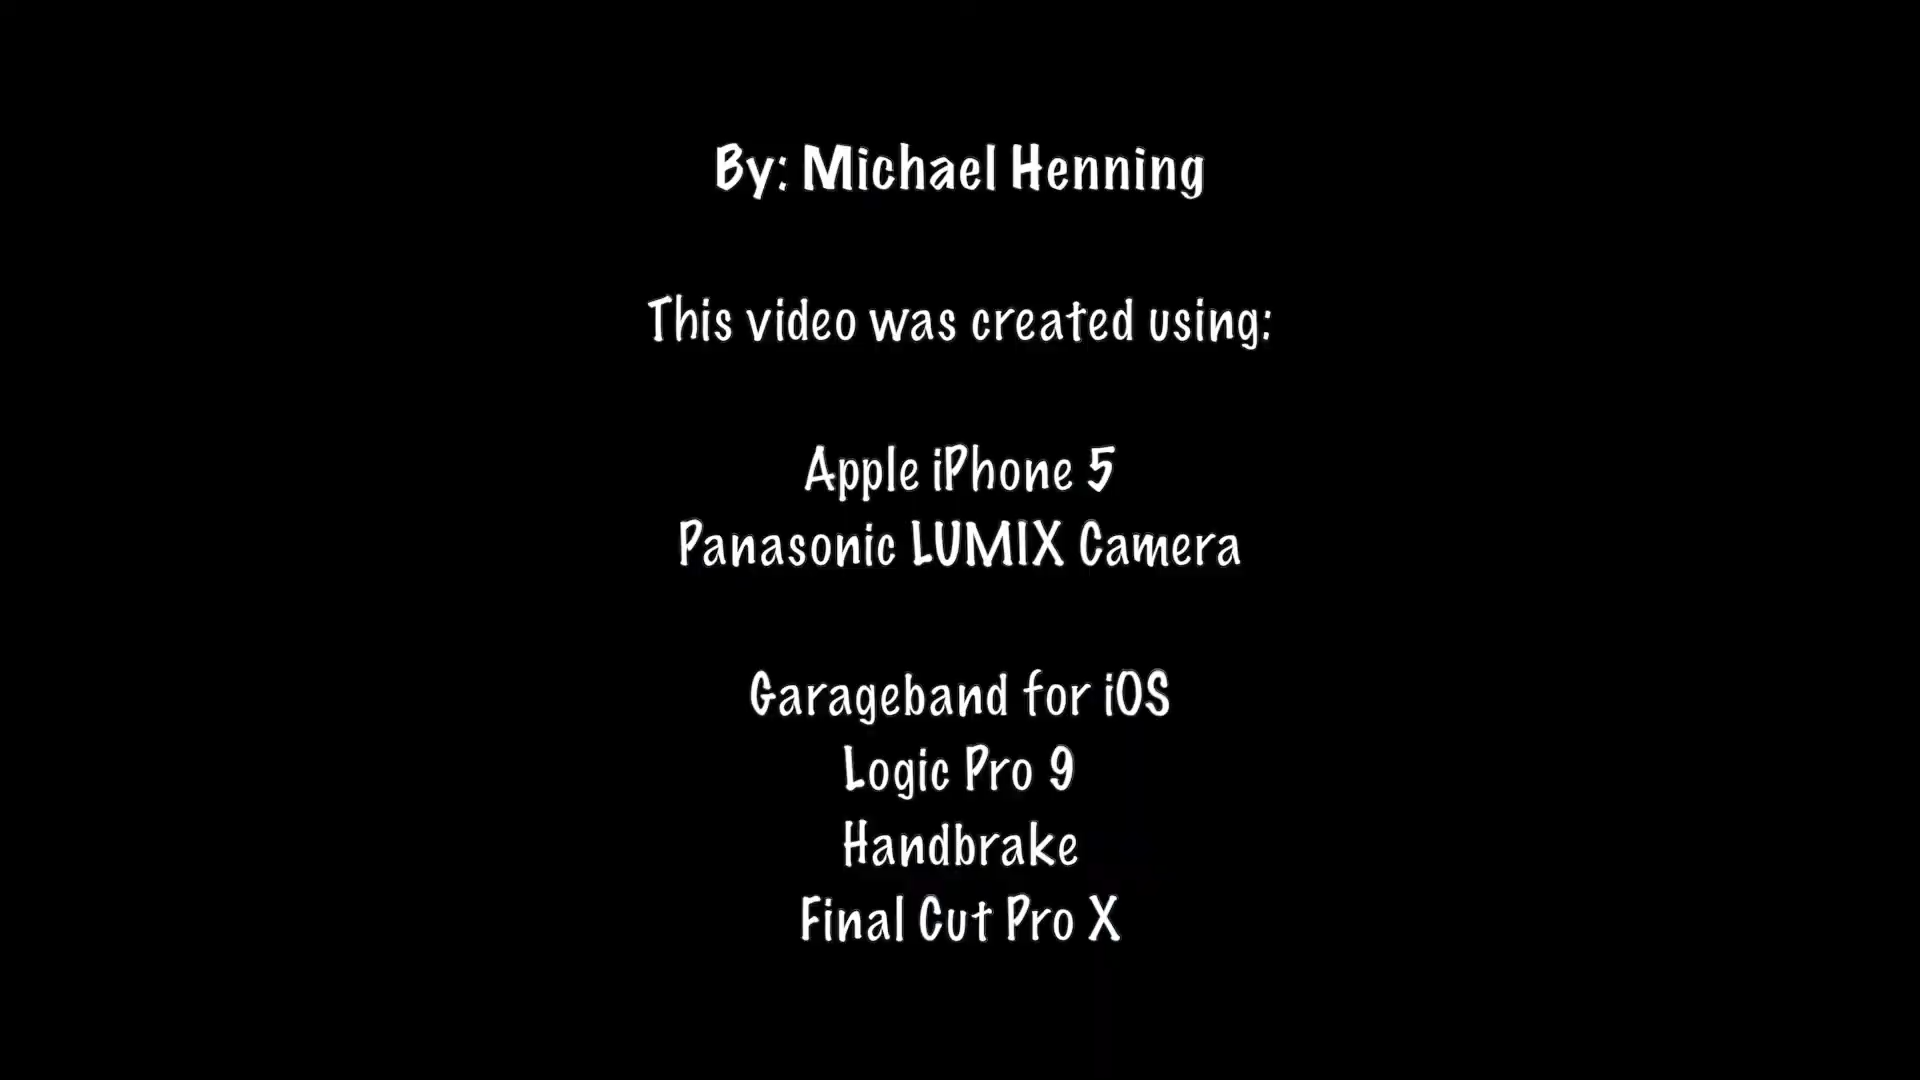 By: Michael Henning
This video was created using:
Apple iPhone 5
Panasonic LUMIX Camera
Garageband for iOS
Logic Pro 9
Handbrake
Final Cut Pro X